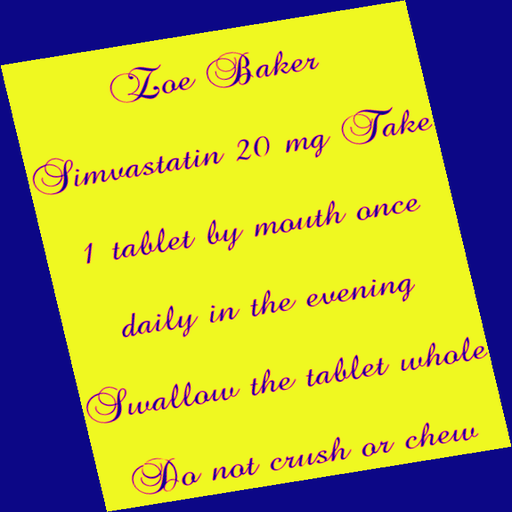 Zoe Baker
Simvastatin 20 mg Take
1 tablet by mouth once
daily in the evening
Swallow the tablet whole
Do not crush or chew